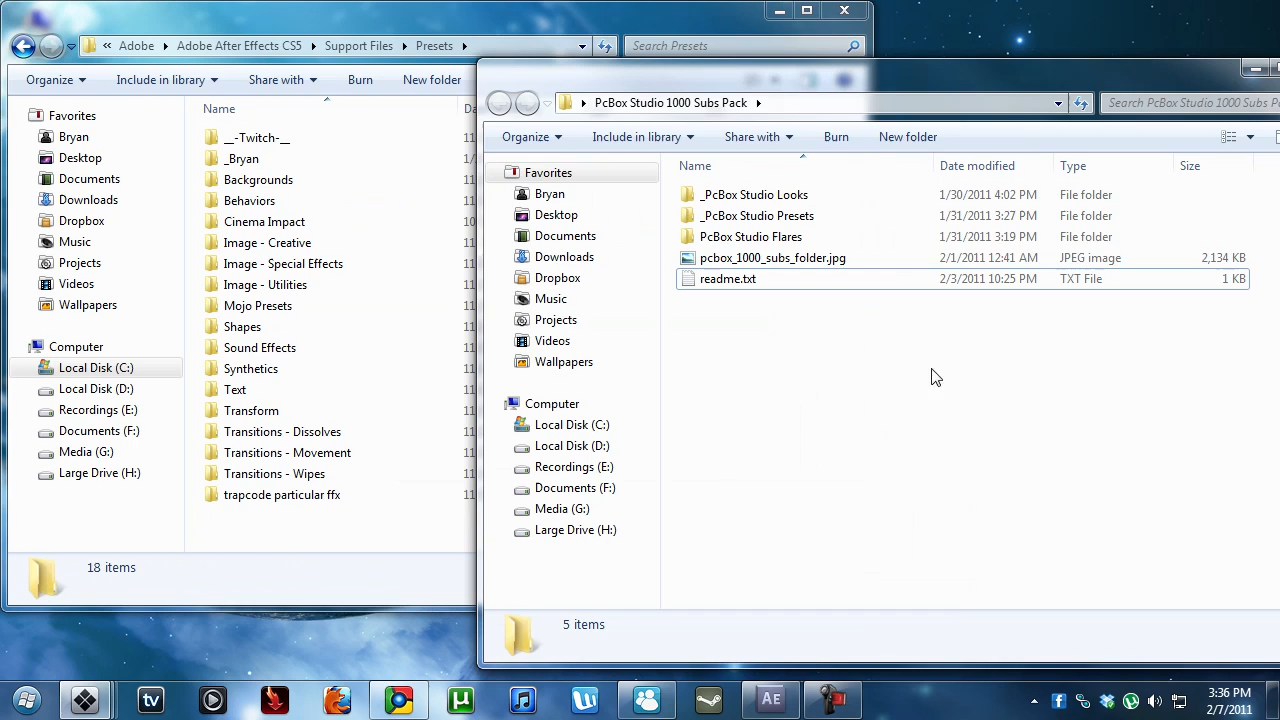 « Adobe Adobe After Effects CS5 Support Files Presets
Search Presets
Organize Include in library Share with Burn New folder
Name
Favorites
Bryan
Desktop
Documents
Downloads
Dropbox
Music
Projects
Videos
Wallpapers
Computer
Local Disk (C:)
Local Disk (D:)
Recordings (E:)
Documents (F:)
Media (G:)
Large Drive (H:)
__-Twitch-__
_Bryan
Backgrounds
Behaviors
Cinema Impact
Image - Creative
Image - Special Effects
Image - Utilities
Mojo Presets
Shapes
Sound Effects
Synthetics
Text
Transform
Transitions - Dissolves
Transitions - Movement
Transitions - Wipes
trapcode particular ffx
18 items
PcBox Studio 1000 Subs Pack
Search PcBox Studio 1000 Subs
Organize Include in library Share with Burn New folder
Favorites
Bryan
Desktop
Documents
Downloads
Dropbox
Music
Projects
Videos
Wallpapers
Computer
Local Disk (C:)
Local Disk (D:)
Recordings (E:)
Documents (F:)
Media (G:)
Large Drive (H:)
Name Date modified Type Size
_PcBox Studio Looks 1/30/2011 4:02 PM File folder
_PcBox Studio Presets 1/31/2011 3:27 PM File folder
PcBox Studio Flares 1/31/2011 3:19 PM File folder
pcbox_1000_subs_folder.jpg 2/1/2011 12:41 AM JPEG image 2,134 KB
readme.txt 2/3/2011 10:25 PM TXT File 1 KB
5 items
tv
AE
3:36 PM
2/7/2011